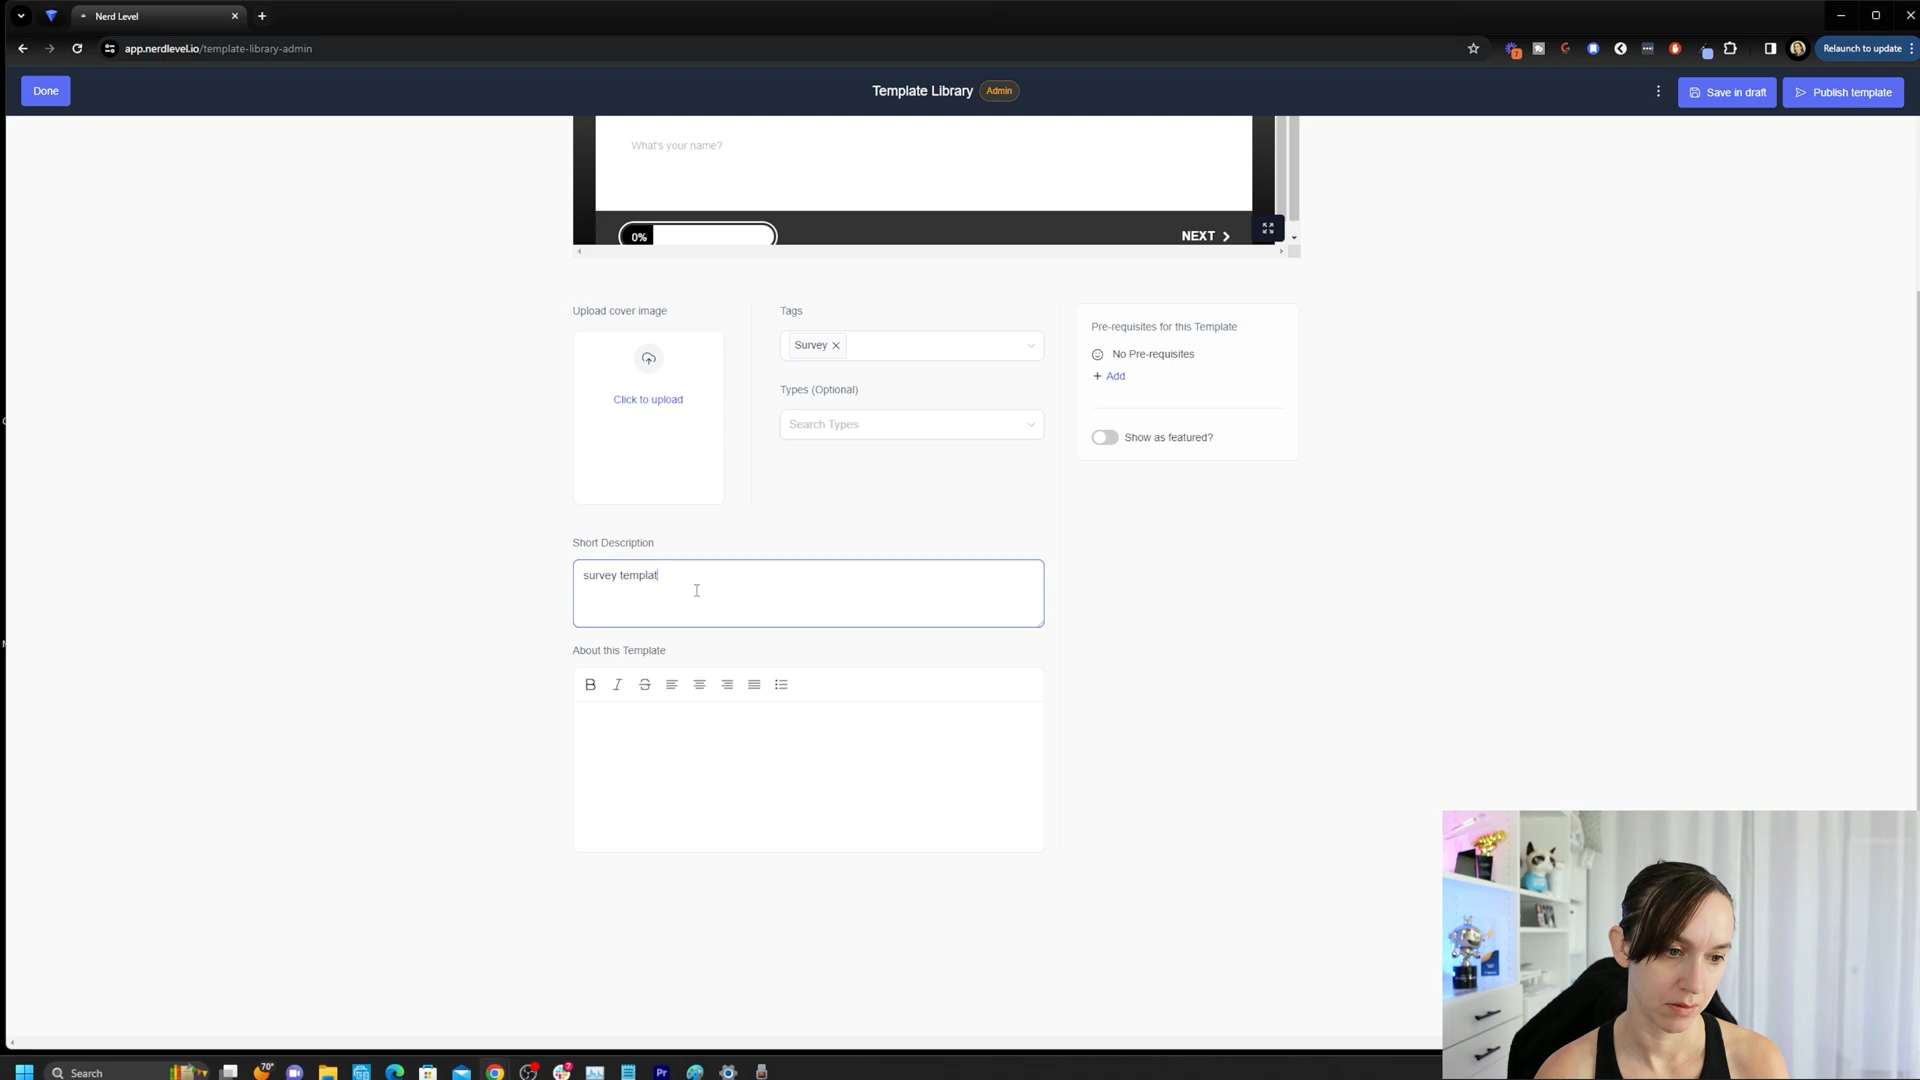 Nerd Level
app.nerdlevel.io/template-library-admin
7
Relaunch to update
Done
Template Library Admin
Save in draft
Publish template
What's your name?
0%
NEXT
Upload cover image
Click to upload
Tags
Survey
Types (Optional)
Search Types
Pre-requisites for this Template
No Pre-requisites
+ Add
Show as featured?
Short Description
survey templat
About this Template
B I S
Search
70°
Pr